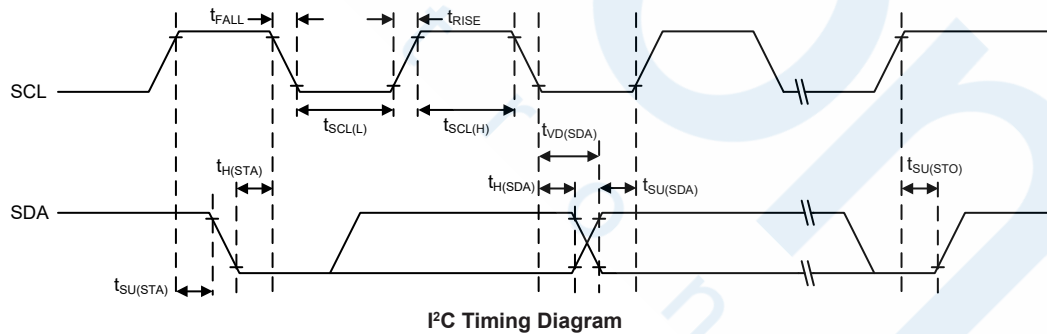 tFALL
tRISE
SCL
tSCL(L)
tSCL(H)
tVD(SDA)
tH(STA)
tH(SDA)
tSU(SDA)
tSU(STO)
SDA
tSU(STA)
I²C Timing Diagram